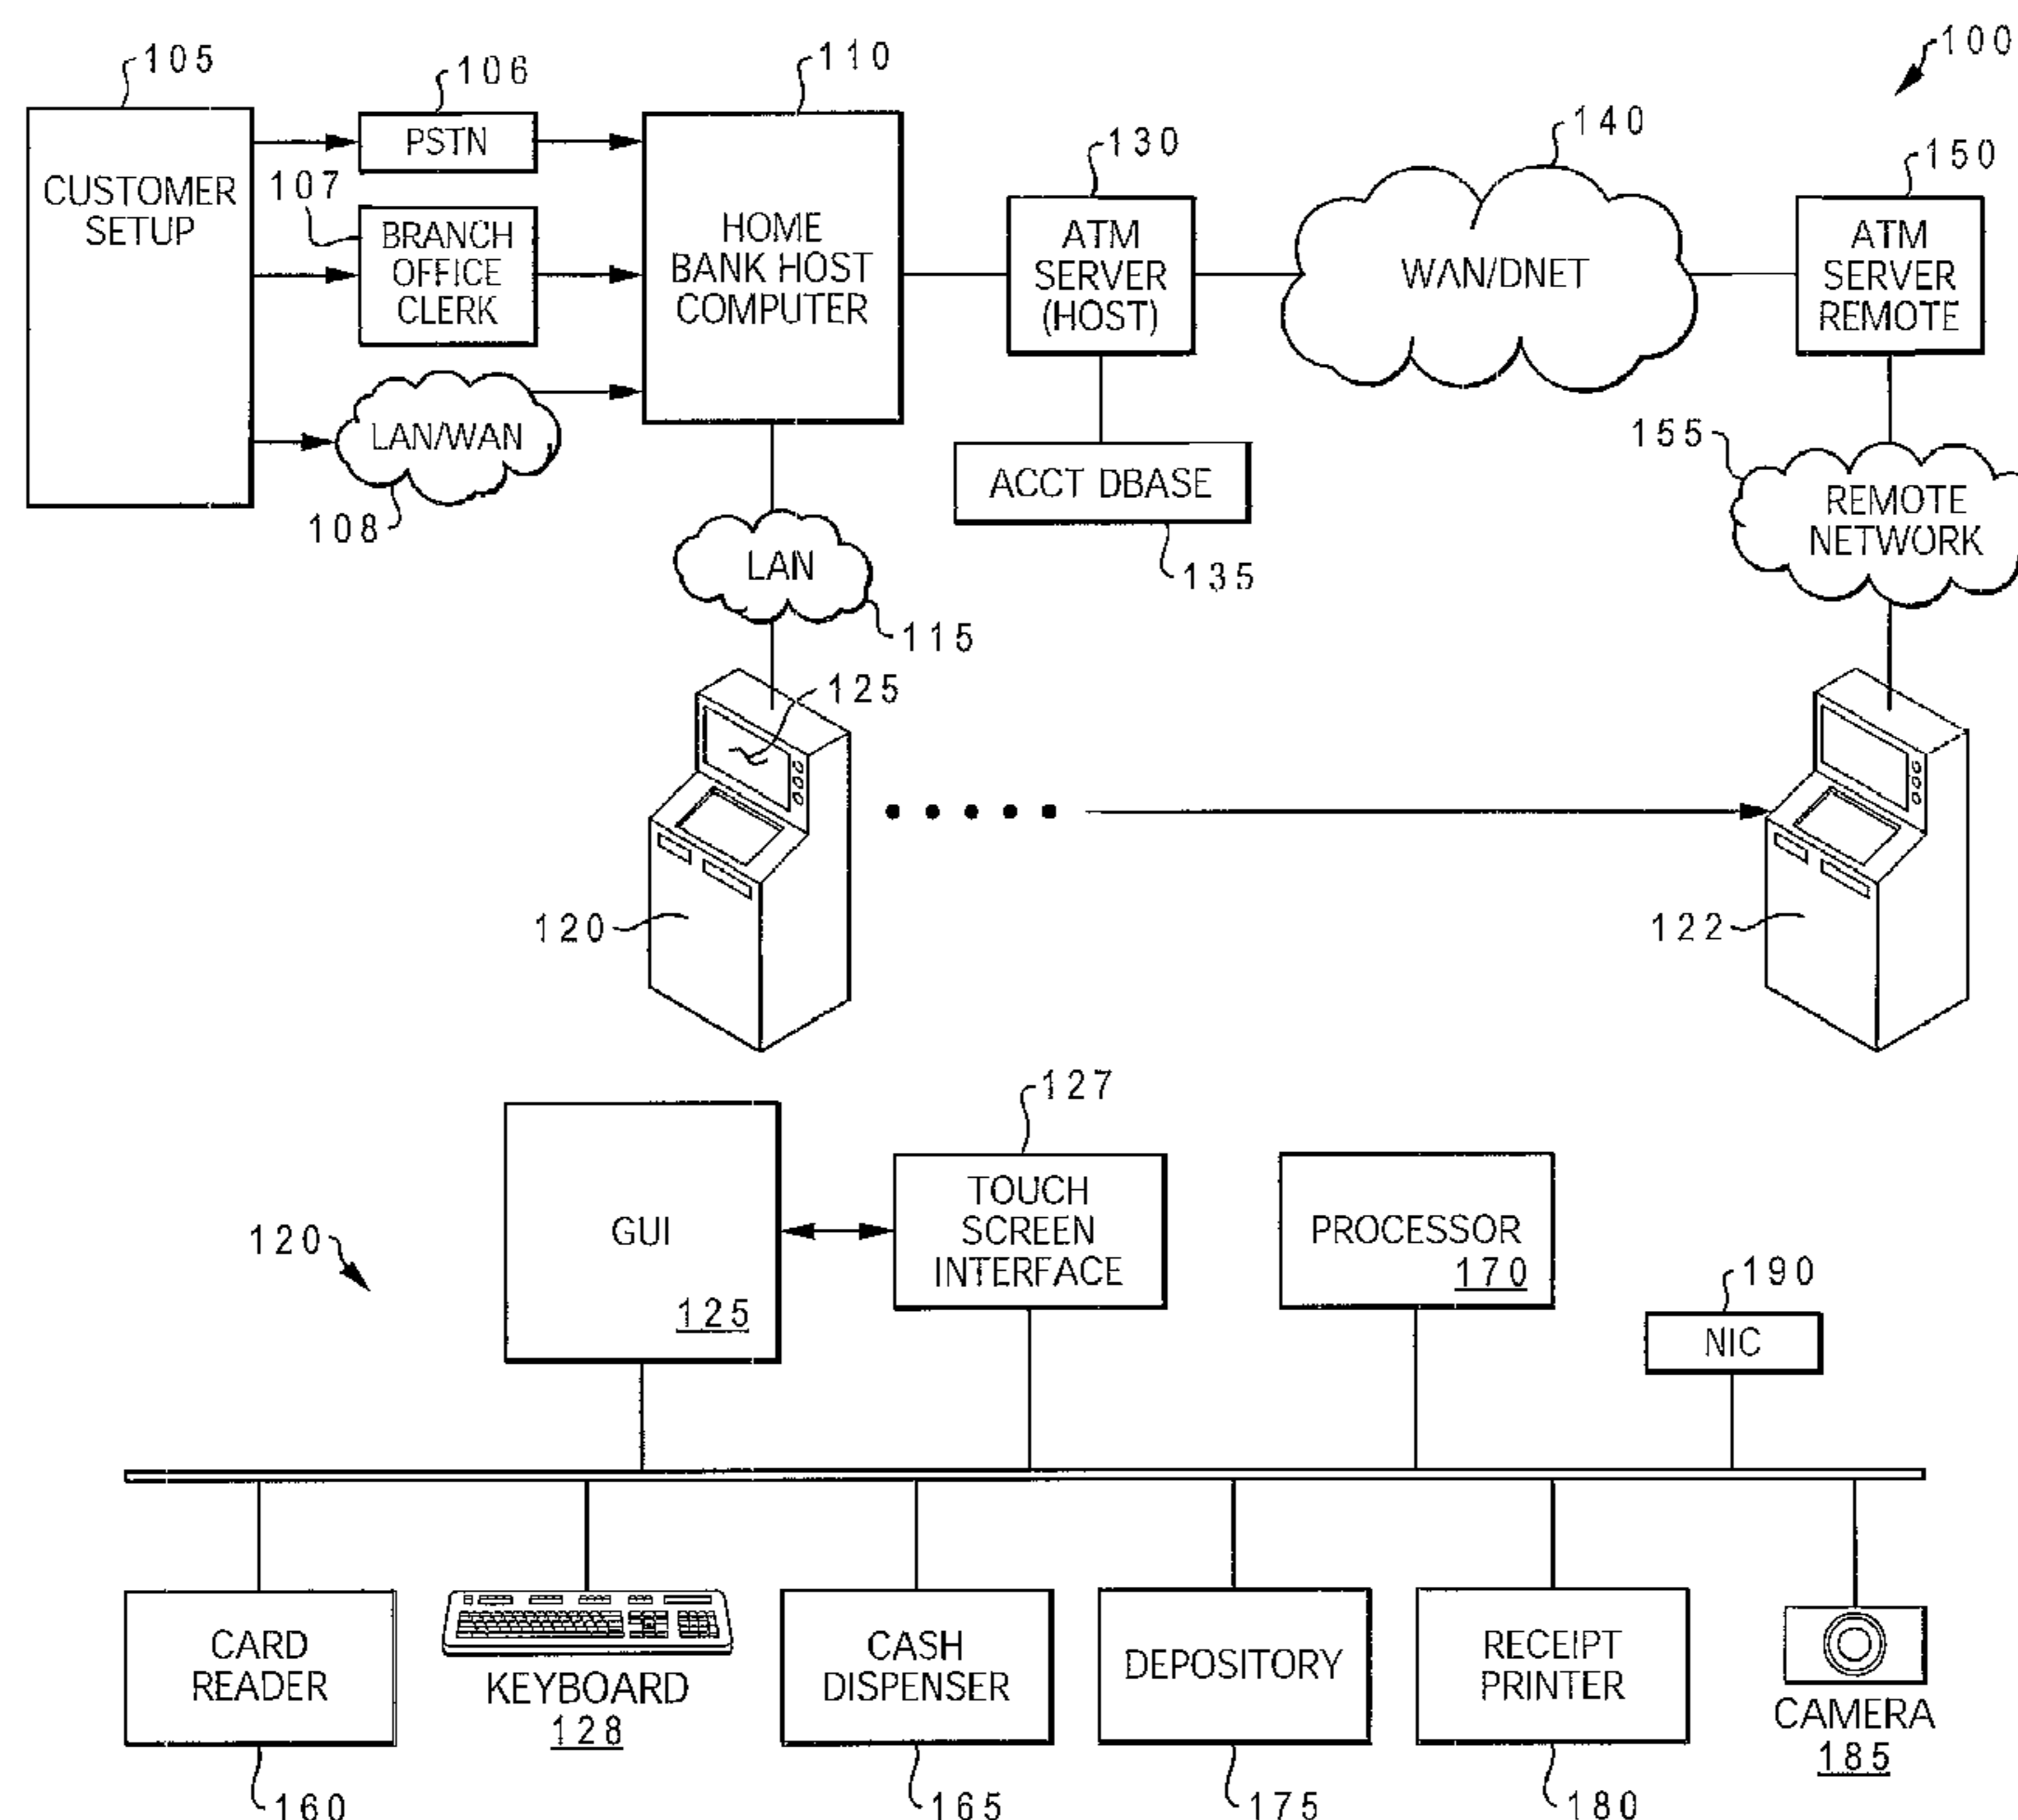 105
106
110
100
CUSTOMER
SETUP
PSTN
107
BRANCH
OFFICE
CLERK
HOME
BANK HOST
COMPUTER
130
ATM
SERVER
(HOST)
140
WAN/DNET
150
ATM
SERVER
REMOTE
LAN/WAN
108
ACCT DBASE
135
155
REMOTE
NETWORK
LAN
115
125
120
122
120
GUI
125
127
TOUCH
SCREEN
INTERFACE
PROCESSOR
170
190
NIC
CARD
READER
160
KEYBOARD
128
CASH
DISPENSER
165
DEPOSITORY
175
RECEIPT
PRINTER
180
CAMERA
185